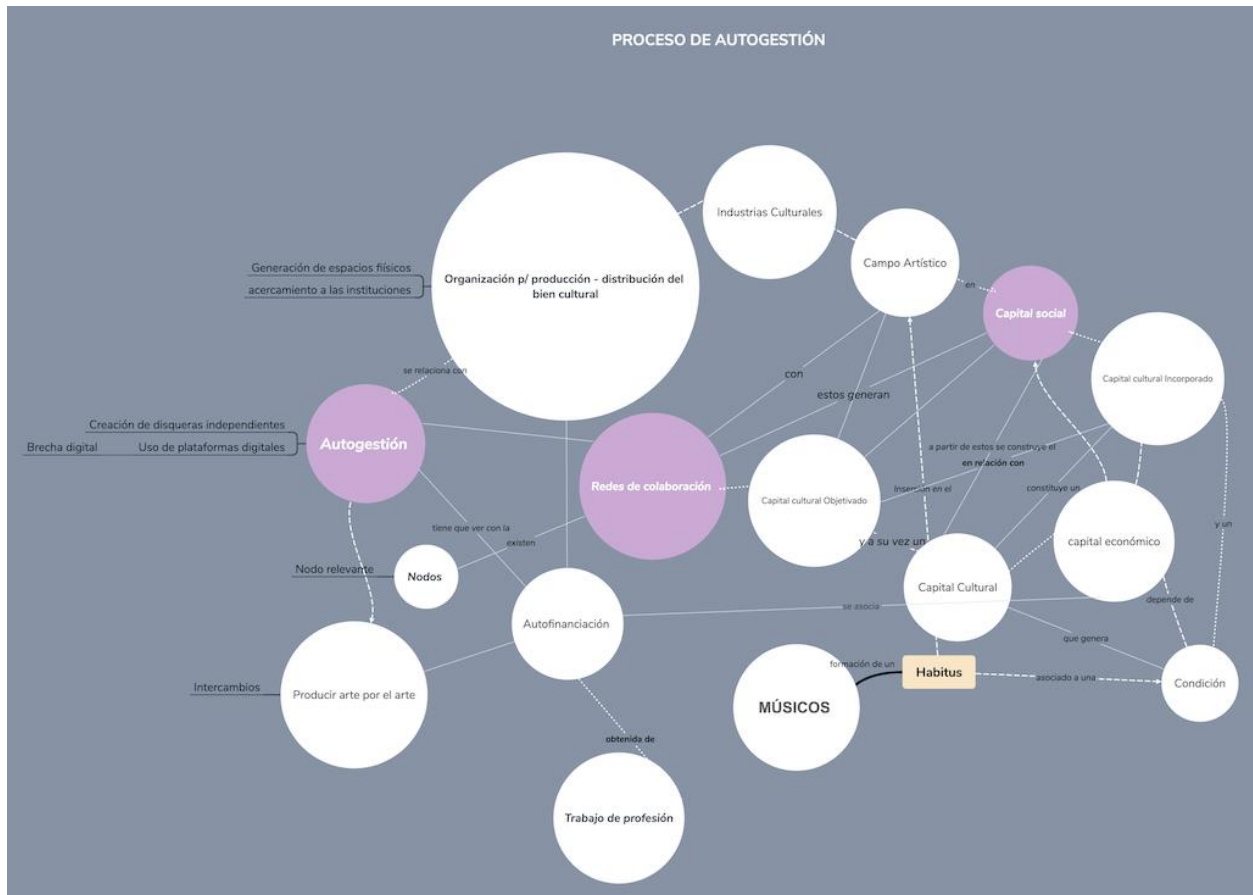 PROCESO DE AUTOGESTIÓN
Industrias Culturales
Campo Artístico
Generación de espacios fíísicos
acercamiento a las instituciones
Organización p/ producción - distribución del
bien cultural
en
Capital social
se relaciona con
con
Capital cultural Incorporado
estos generan
Creación de disqueras independientes
Brecha digital
Uso de plataformas digitales
Autogestión
a partir de estos se construye el
en relación con
Redes de colaboración
Capital cultural Objetivado
Inserción en el
constituye un
tiene que ver con la
existen
y a su vez un
capital económico
y un
Nodo relevante
Nodos
Capital Cultural
se asocia
depende de
Autofinanciación
que genera
formación de un
Habitus
asociado a una
Condición
Intercambios
Producir arte por el arte
MÚSICOS
obtenida de
Trabajo de profesión